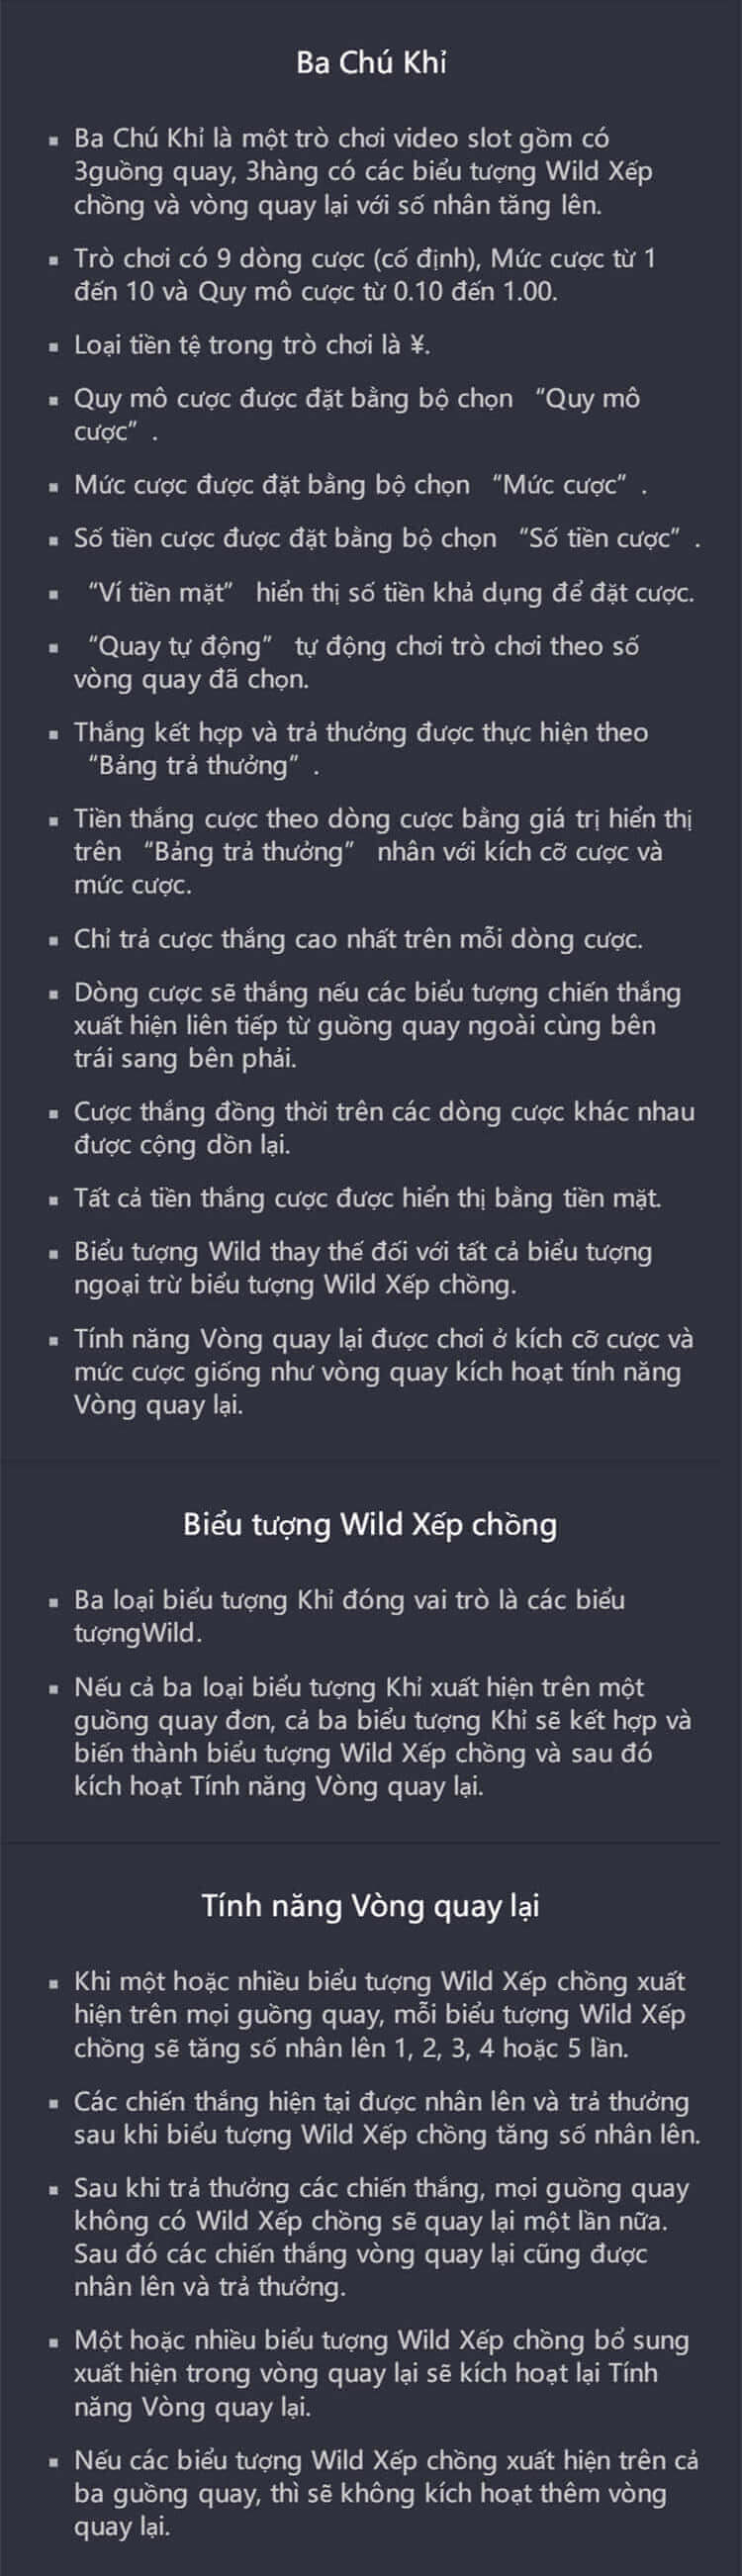 Ba Chú Khỉ
▪ Ba Chú Khỉ là một trò chơi video slot gồm có
3guồng quay, 3hàng có các biểu tượng Wild Xếp
chồng và vòng quay lại với số nhân tăng lên.
▪ Trò chơi có 9 dòng cược (cố định), Mức cược từ 1
đến 10 và Quy mô cược từ 0.10 đến 1.00.
▪ Loại tiền tệ trong trò chơi là ¥.
▪ Quy mô cược được đặt bằng bộ chọn “Quy mô
cược” .
▪ Mức cược được đặt bằng bộ chọn “Mức cược” .
▪ Số tiền cược được đặt bằng bộ chọn “Số tiền cược” .
▪ “Ví tiền mặt” hiển thị số tiền khả dụng để đặt cược.
▪ “Quay tự động” tự động chơi trò chơi theo số
vòng quay đã chọn.
▪ Thắng kết hợp và trả thưởng được thực hiện theo
“Bảng trả thưởng” .
▪ Tiền thắng cược theo dòng cược bằng giá trị hiển thị
trên “Bảng trả thưởng” nhân với kích cỡ cược và
mức cược.
▪ Chỉ trả cược thắng cao nhất trên mỗi dòng cược.
▪ Dòng cược sẽ thắng nếu các biểu tượng chiến thắng
xuất hiện liên tiếp từ guồng quay ngoài cùng bên
trái sang bên phải.
▪ Cược thắng đồng thời trên các dòng cược khác nhau
được cộng dồn lại.
▪ Tất cả tiền thắng cược được hiển thị bằng tiền mặt.
▪ Biểu tượng Wild thay thế đối với tất cả biểu tượng
ngoại trừ biểu tượng Wild Xếp chồng.
▪ Tính năng Vòng quay lại được chơi ở kích cỡ cược và
mức cược giống như vòng quay kích hoạt tính năng
Vòng quay lại.
Biểu tượng Wild Xếp chồng
▪ Ba loại biểu tượng Khỉ đóng vai trò là các biểu
tượngWild.
▪ Nếu cả ba loại biểu tượng Khỉ xuất hiện trên một
guồng quay đơn, cả ba biểu tượng Khỉ sẽ kết hợp và
biến thành biểu tượng Wild Xếp chồng và sau đó
kích hoạt Tính năng Vòng quay lại.
Tính năng Vòng quay lại
▪ Khi một hoặc nhiều biểu tượng Wild Xếp chồng xuất
hiện trên mọi guồng quay, mỗi biểu tượng Wild Xếp
chồng sẽ tăng số nhân lên 1, 2, 3, 4 hoặc 5 lần.
▪ Các chiến thắng hiện tại được nhân lên và trả thưởng
sau khi biểu tượng Wild Xếp chồng tăng số nhân lên.
▪ Sau khi trả thưởng các chiến thắng, mọi guồng quay
không có Wild Xếp chồng sẽ quay lại một lần nữa.
Sau đó các chiến thắng vòng quay lại cũng được
nhân lên và trả thưởng.
▪ Một hoặc nhiều biểu tượng Wild Xếp chồng bổ sung
xuất hiện trong vòng quay lại sẽ kích hoạt lại Tính
năng Vòng quay lại.
▪ Nếu các biểu tượng Wild Xếp chồng xuất hiện trên cả
ba guồng quay, thì sẽ không kích hoạt thêm vòng
quay lại.